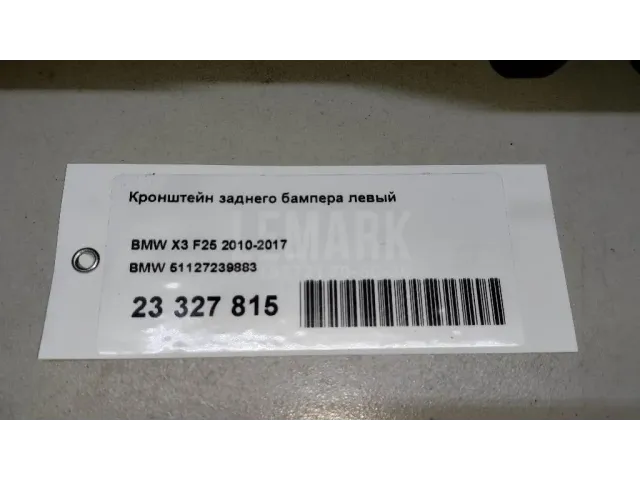 Кронштейн заднего бампера левый
LEMARK
BMW X3 F25 2010-2017
BMW 51127239883
23 327 815